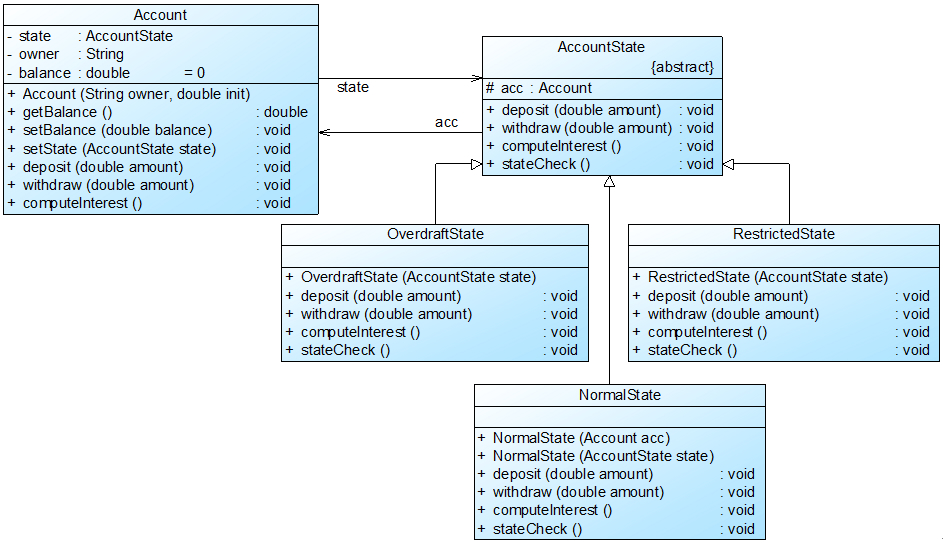 Account
- state : AccountState
- owner : String
- balance : double = 0
+ Account (String owner, double init)
+ getBalance () : double
+ setBalance (double balance) : void
+ setState (AccountState state) : void
+ deposit (double amount) : void
+ withdraw (double amount) : void
+ computeInterest () : void
state
acc
AccountState
{abstract}
# acc : Account
+ deposit (double amount) : void
+ withdraw (double amount) : void
+ computeInterest () : void
+ stateCheck () : void
OverdraftState
+ OverdraftState (AccountState state)
+ deposit (double amount) : void
+ withdraw (double amount) : void
+ computeInterest () : void
+ stateCheck () : void
RestrictedState
+ RestrictedState (AccountState state)
+ deposit (double amount) : void
+ withdraw (double amount) : void
+ computeInterest () : void
+ stateCheck () : void
NormalState
+ NormalState (Account acc)
+ NormalState (AccountState state)
+ deposit (double amount) : void
+ withdraw (double amount) : void
+ computeInterest () : void
+ stateCheck () : void